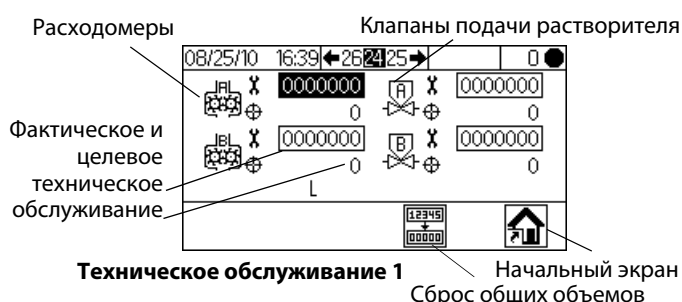 Расходомеры
Клапаны подачи растворителя
08/25/10 16:39 26 24 25 0
A 0000000 A 0000000
0 0
B 0000000 B 0000000
0 0
L
Фактическое и
целевое
техническое
обслуживание
12345
00000
Техническое обслуживание 1
Начальный экран
Сброс общих объемов